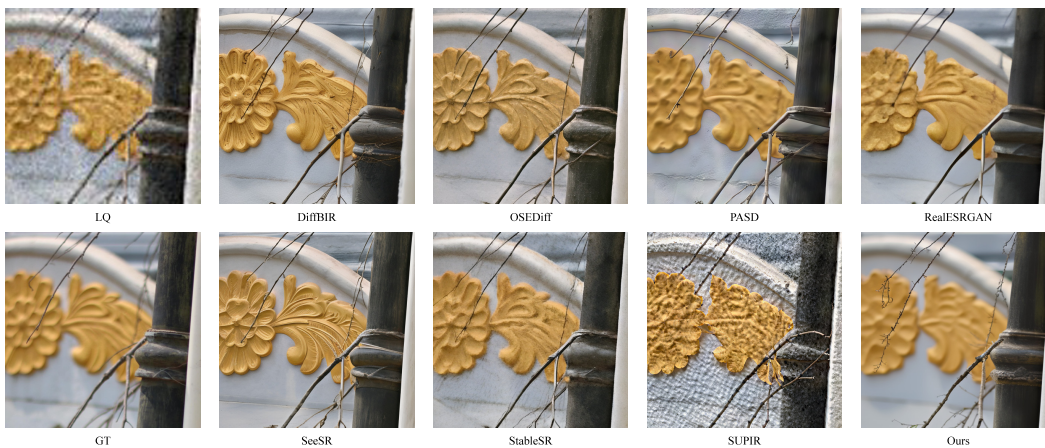 LQ
DiffBIR
OSEDiff
PASD
RealESRGAN
GT
SeeSR
StableSR
SUPIR
Ours